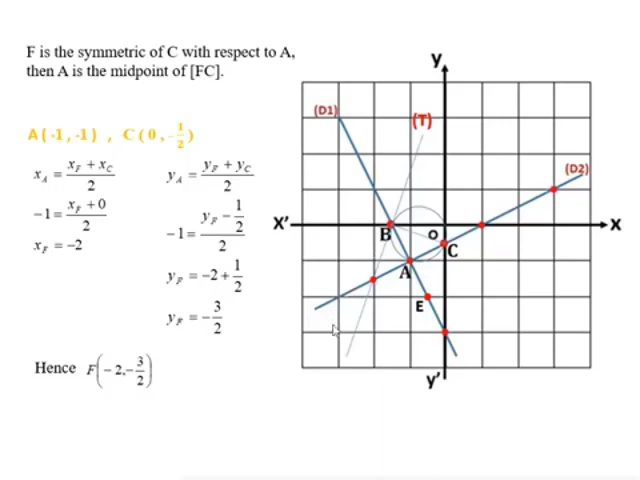 F is the symmetric of C with respect to A,
then A is the midpoint of [FC].
A(-1,-1) , C(0,-1/2)
x_A = (x_F + x_C)/2
-1 = (x_F + 0)/2
x_F = -2
y_A = (y_F + y_C)/2
-1 = (y_F - 1/2)/2
y_F = -2 + 1/2
y_F = -3/2
Hence F(-2,-3/2)
y
(D1)
(T)
(D2)
X'
B
O
X
C
A
E
y'